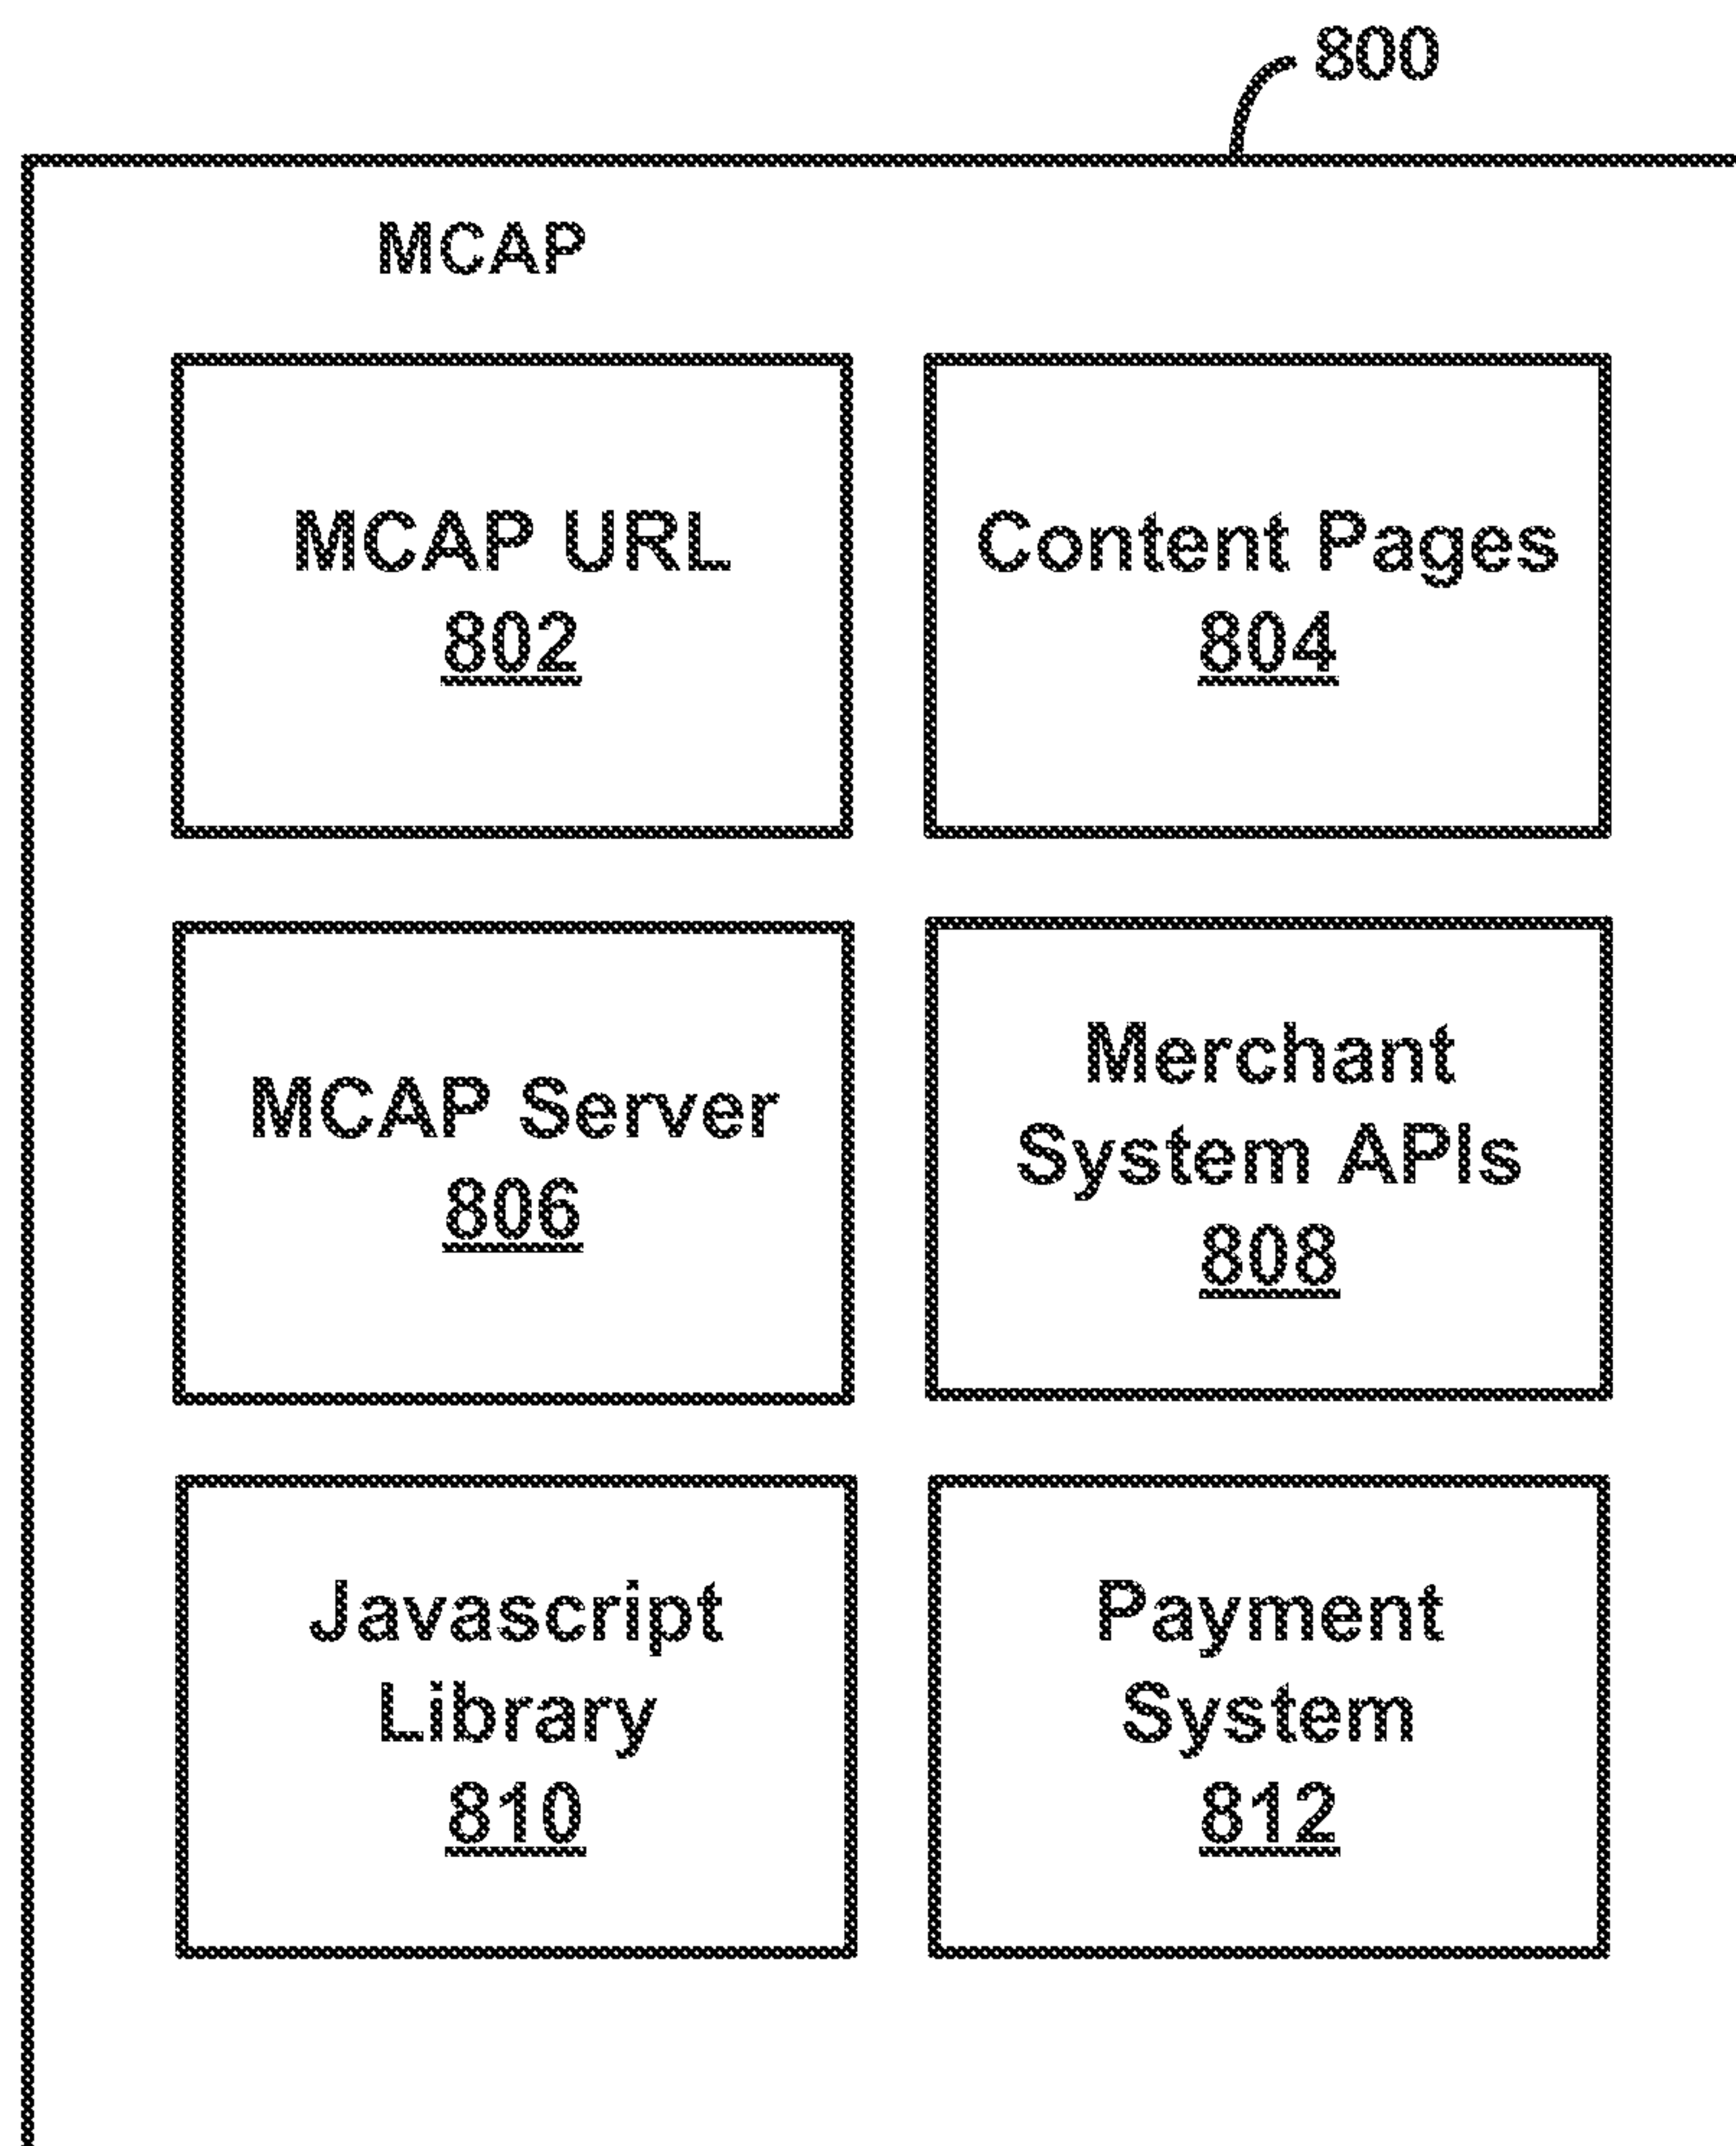 800
MCAP
MCAP URL
802
Content Pages
804
MCAP Server
806
Merchant
System APIs
808
Javascript
Library
810
Payment
System
812